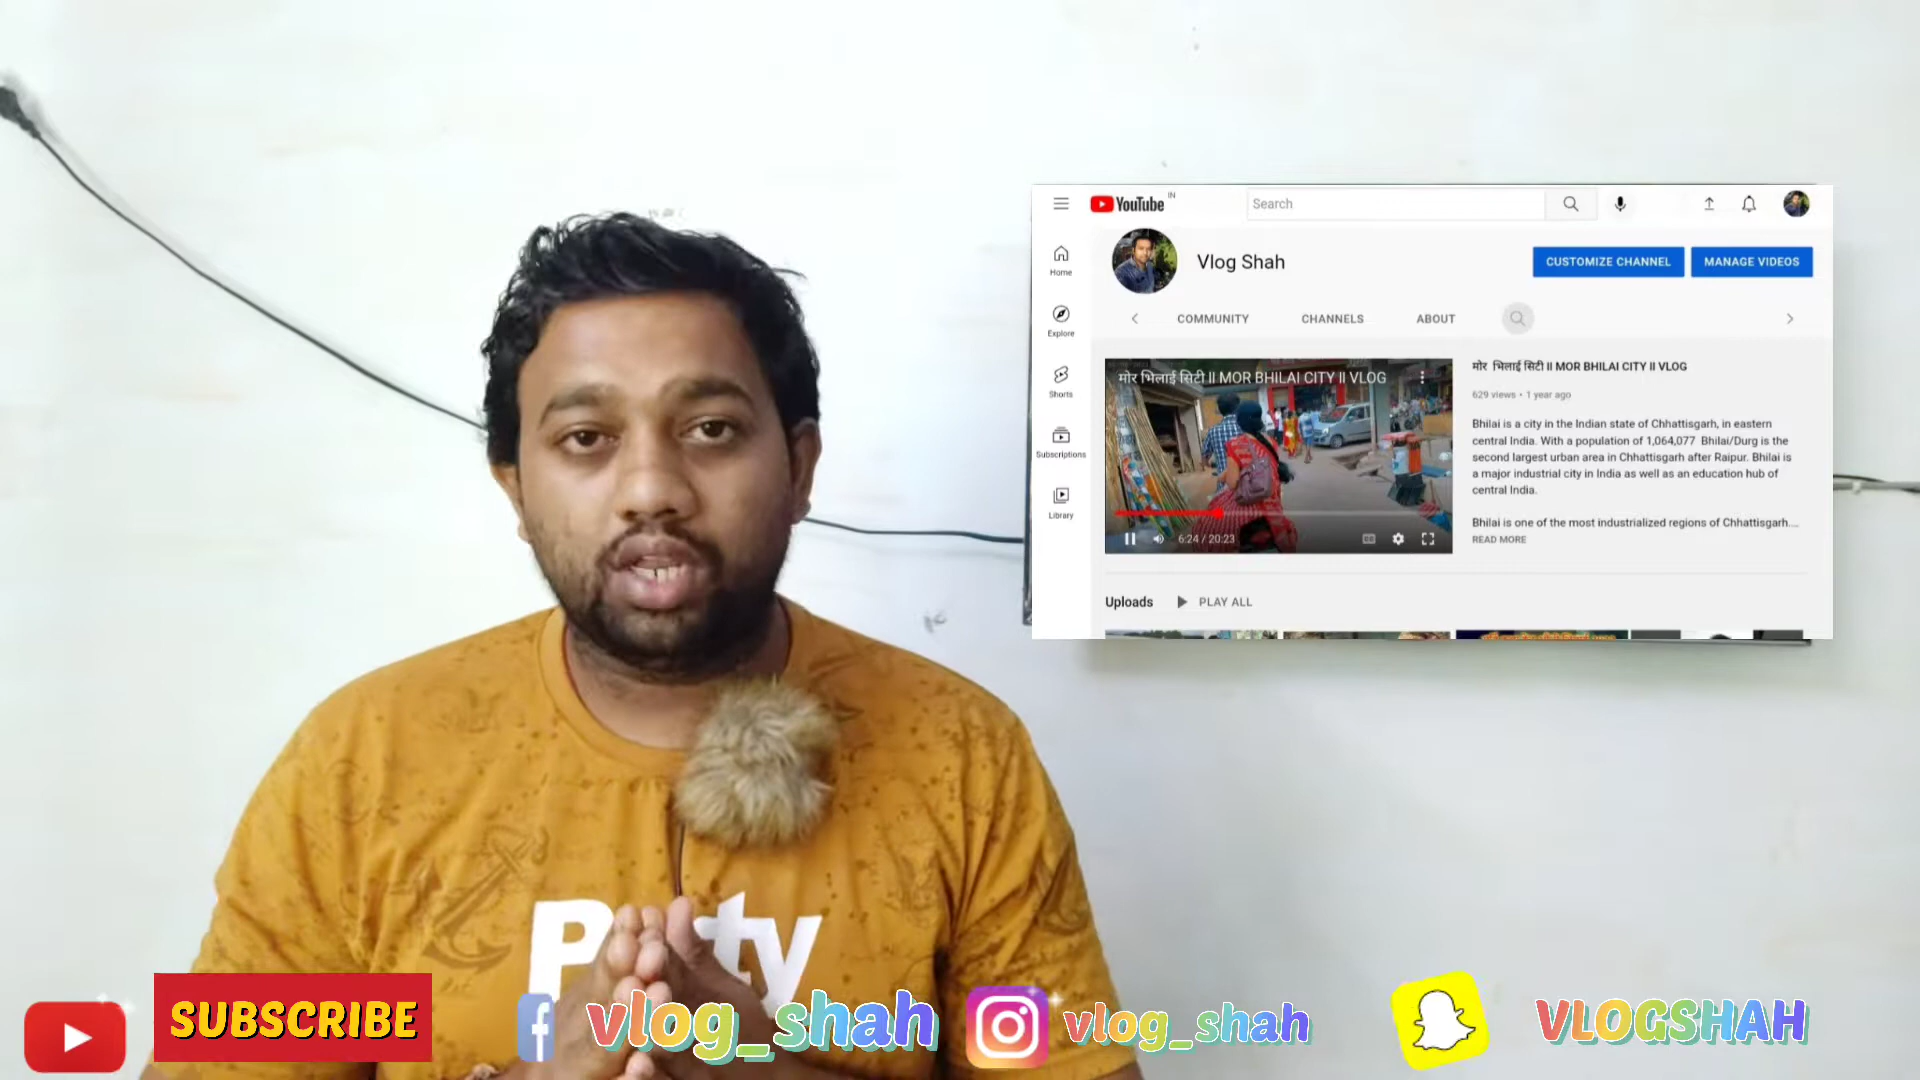 YouTube IN
Search
Home
Explore
Shorts
Subscriptions
Library
Vlog Shah
CUSTOMIZE CHANNEL
MANAGE VIDEOS
COMMUNITY
CHANNELS
ABOUT
मोर भिलाई सिटी ll MOR BHILAI CITY ll VLOG
6:24 / 20:23
मोर भिलाई सिटी ll MOR BHILAI CITY ll VLOG
629 views • 1 year ago
Bhilai is a city in the Indian state of Chhattisgarh, in eastern
central India. With a population of 1,064,077 Bhilai/Durg is the
second largest urban area in Chhattisgarh after Raipur. Bhilai is
a major industrial city in India as well as an education hub of
central India.
Bhilai is one of the most industrialized regions of Chhattisgarh....
READ MORE
Uploads
PLAY ALL
SUBSCRIBE
vlog_shah
vlog_shah
VLOGSHAH